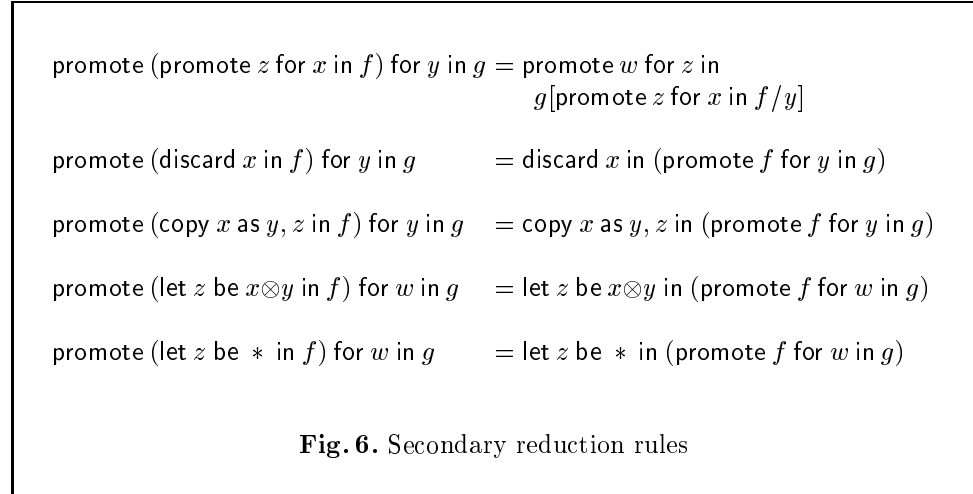 promote (promote z for x in f) for y in g = promote w for z in
g[promote z for x in f/y]
promote (discard x in f) for y in g = discard x in (promote f for y in g)
promote (copy x as y, z in f) for y in g = copy x as y, z in (promote f for y in g)
promote (let z be x⊗y in f) for w in g = let z be x⊗y in (promote f for w in g)
promote (let z be * in f) for w in g = let z be * in (promote f for w in g)
Fig. 6. Secondary reduction rules